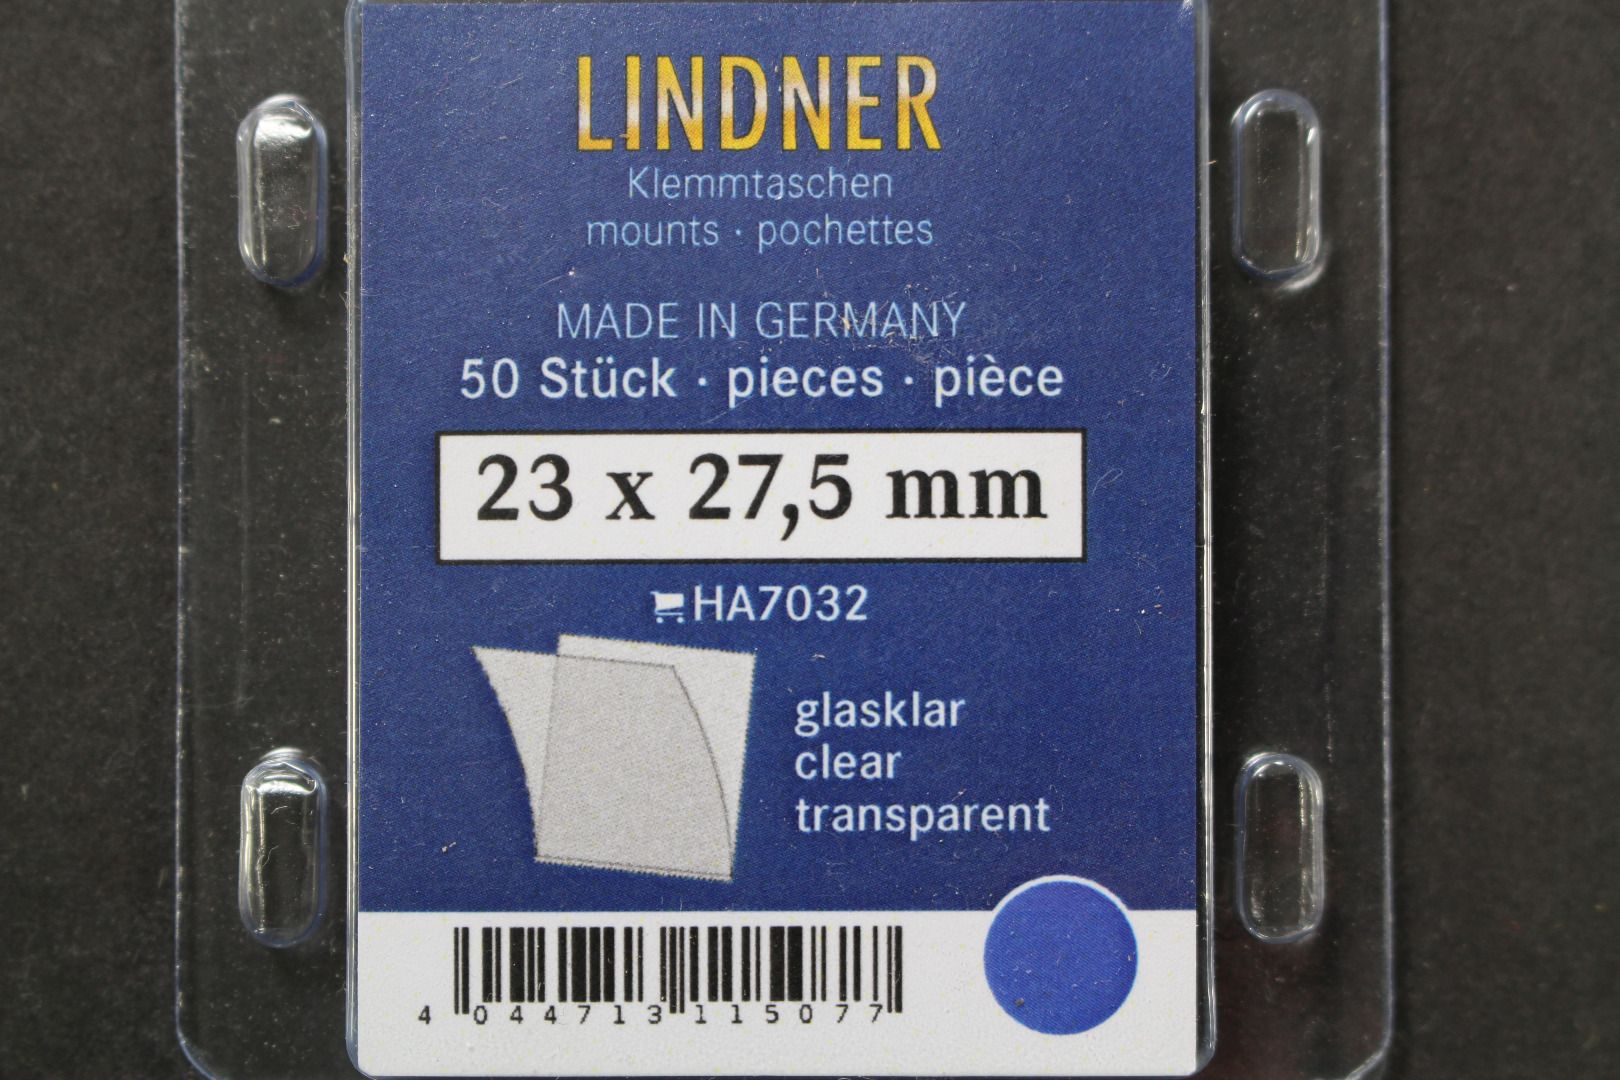 LINDNER
Klemmtaschen
mounts · pochettes
MADE IN GERMANY
50 Stück · pieces · pièce
23 x 27,5 mm
HA7032
glasklar
clear
transparent
4 044713 115077